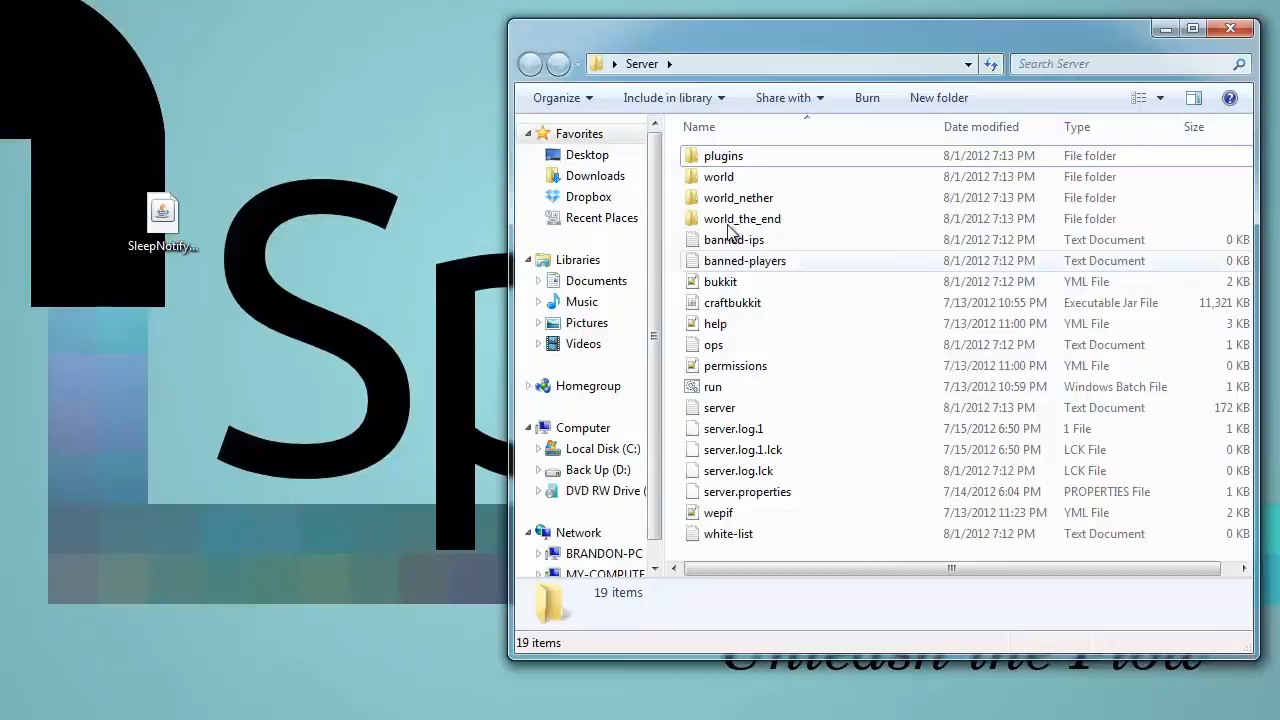 Sp
SleepNotify...
Server
Search Server
Organize Include in library Share with Burn New folder
Name Date modified Type Size
Favorites
Desktop
Downloads
Dropbox
Recent Places
Libraries
Documents
Music
Pictures
Videos
Homegroup
Computer
Local Disk (C:)
Back Up (D:)
DVD RW Drive (
Network
BRANDON-PC
MY-COMPUTE
plugins 8/1/2012 7:13 PM File folder
world 8/1/2012 7:13 PM File folder
world_nether 8/1/2012 7:13 PM File folder
world_the_end 8/1/2012 7:13 PM File folder
banned-ips 8/1/2012 7:12 PM Text Document 0 KB
banned-players 8/1/2012 7:12 PM Text Document 0 KB
bukkit 8/1/2012 7:12 PM YML File 2 KB
craftbukkit 7/13/2012 10:55 PM Executable Jar File 11,321 KB
help 7/13/2012 11:00 PM YML File 3 KB
ops 8/1/2012 7:12 PM Text Document 1 KB
permissions 7/13/2012 11:00 PM YML File 0 KB
run 7/13/2012 10:59 PM Windows Batch File 1 KB
server 8/1/2012 7:13 PM Text Document 172 KB
server.log.1 7/15/2012 6:50 PM 1 File 1 KB
server.log.1.lck 7/15/2012 6:50 PM LCK File 0 KB
server.log.lck 8/1/2012 7:12 PM LCK File 0 KB
server.properties 7/14/2012 6:04 PM PROPERTIES File 1 KB
wepif 7/13/2012 11:23 PM YML File 2 KB
white-list 8/1/2012 7:12 PM Text Document 0 KB
19 items
19 items
Unleash the Flow